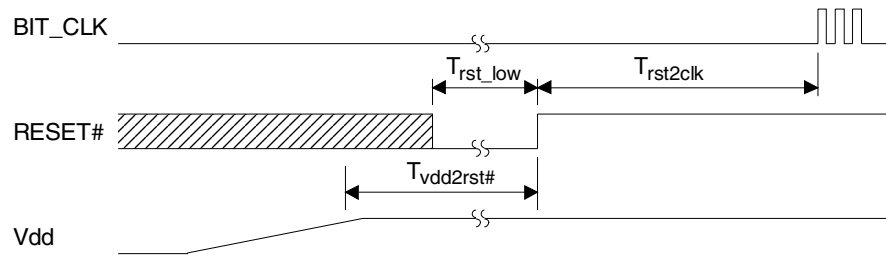 BIT_CLK
Trst_low
Trst2clk
RESET#
Tvdd2rst#
Vdd